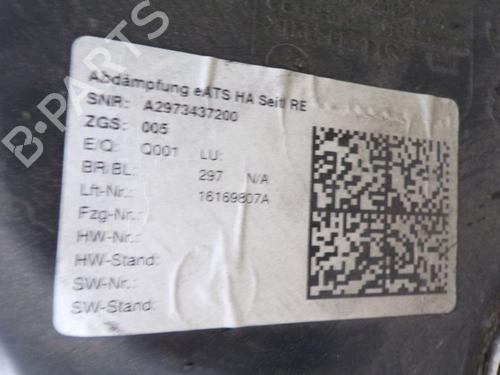 Abdämpfung eATS HA Seitl RE
SNR: A2973437200
ZGS: 005
E/Q: Q001 LU:
BR/BL: 297 N/A
Lft-Nr.: 16169807A
Fzg-Nr.:
HW-Nr.:
HW-Stand:
SW-Nr.:
SW-Stand:
B-PARTS